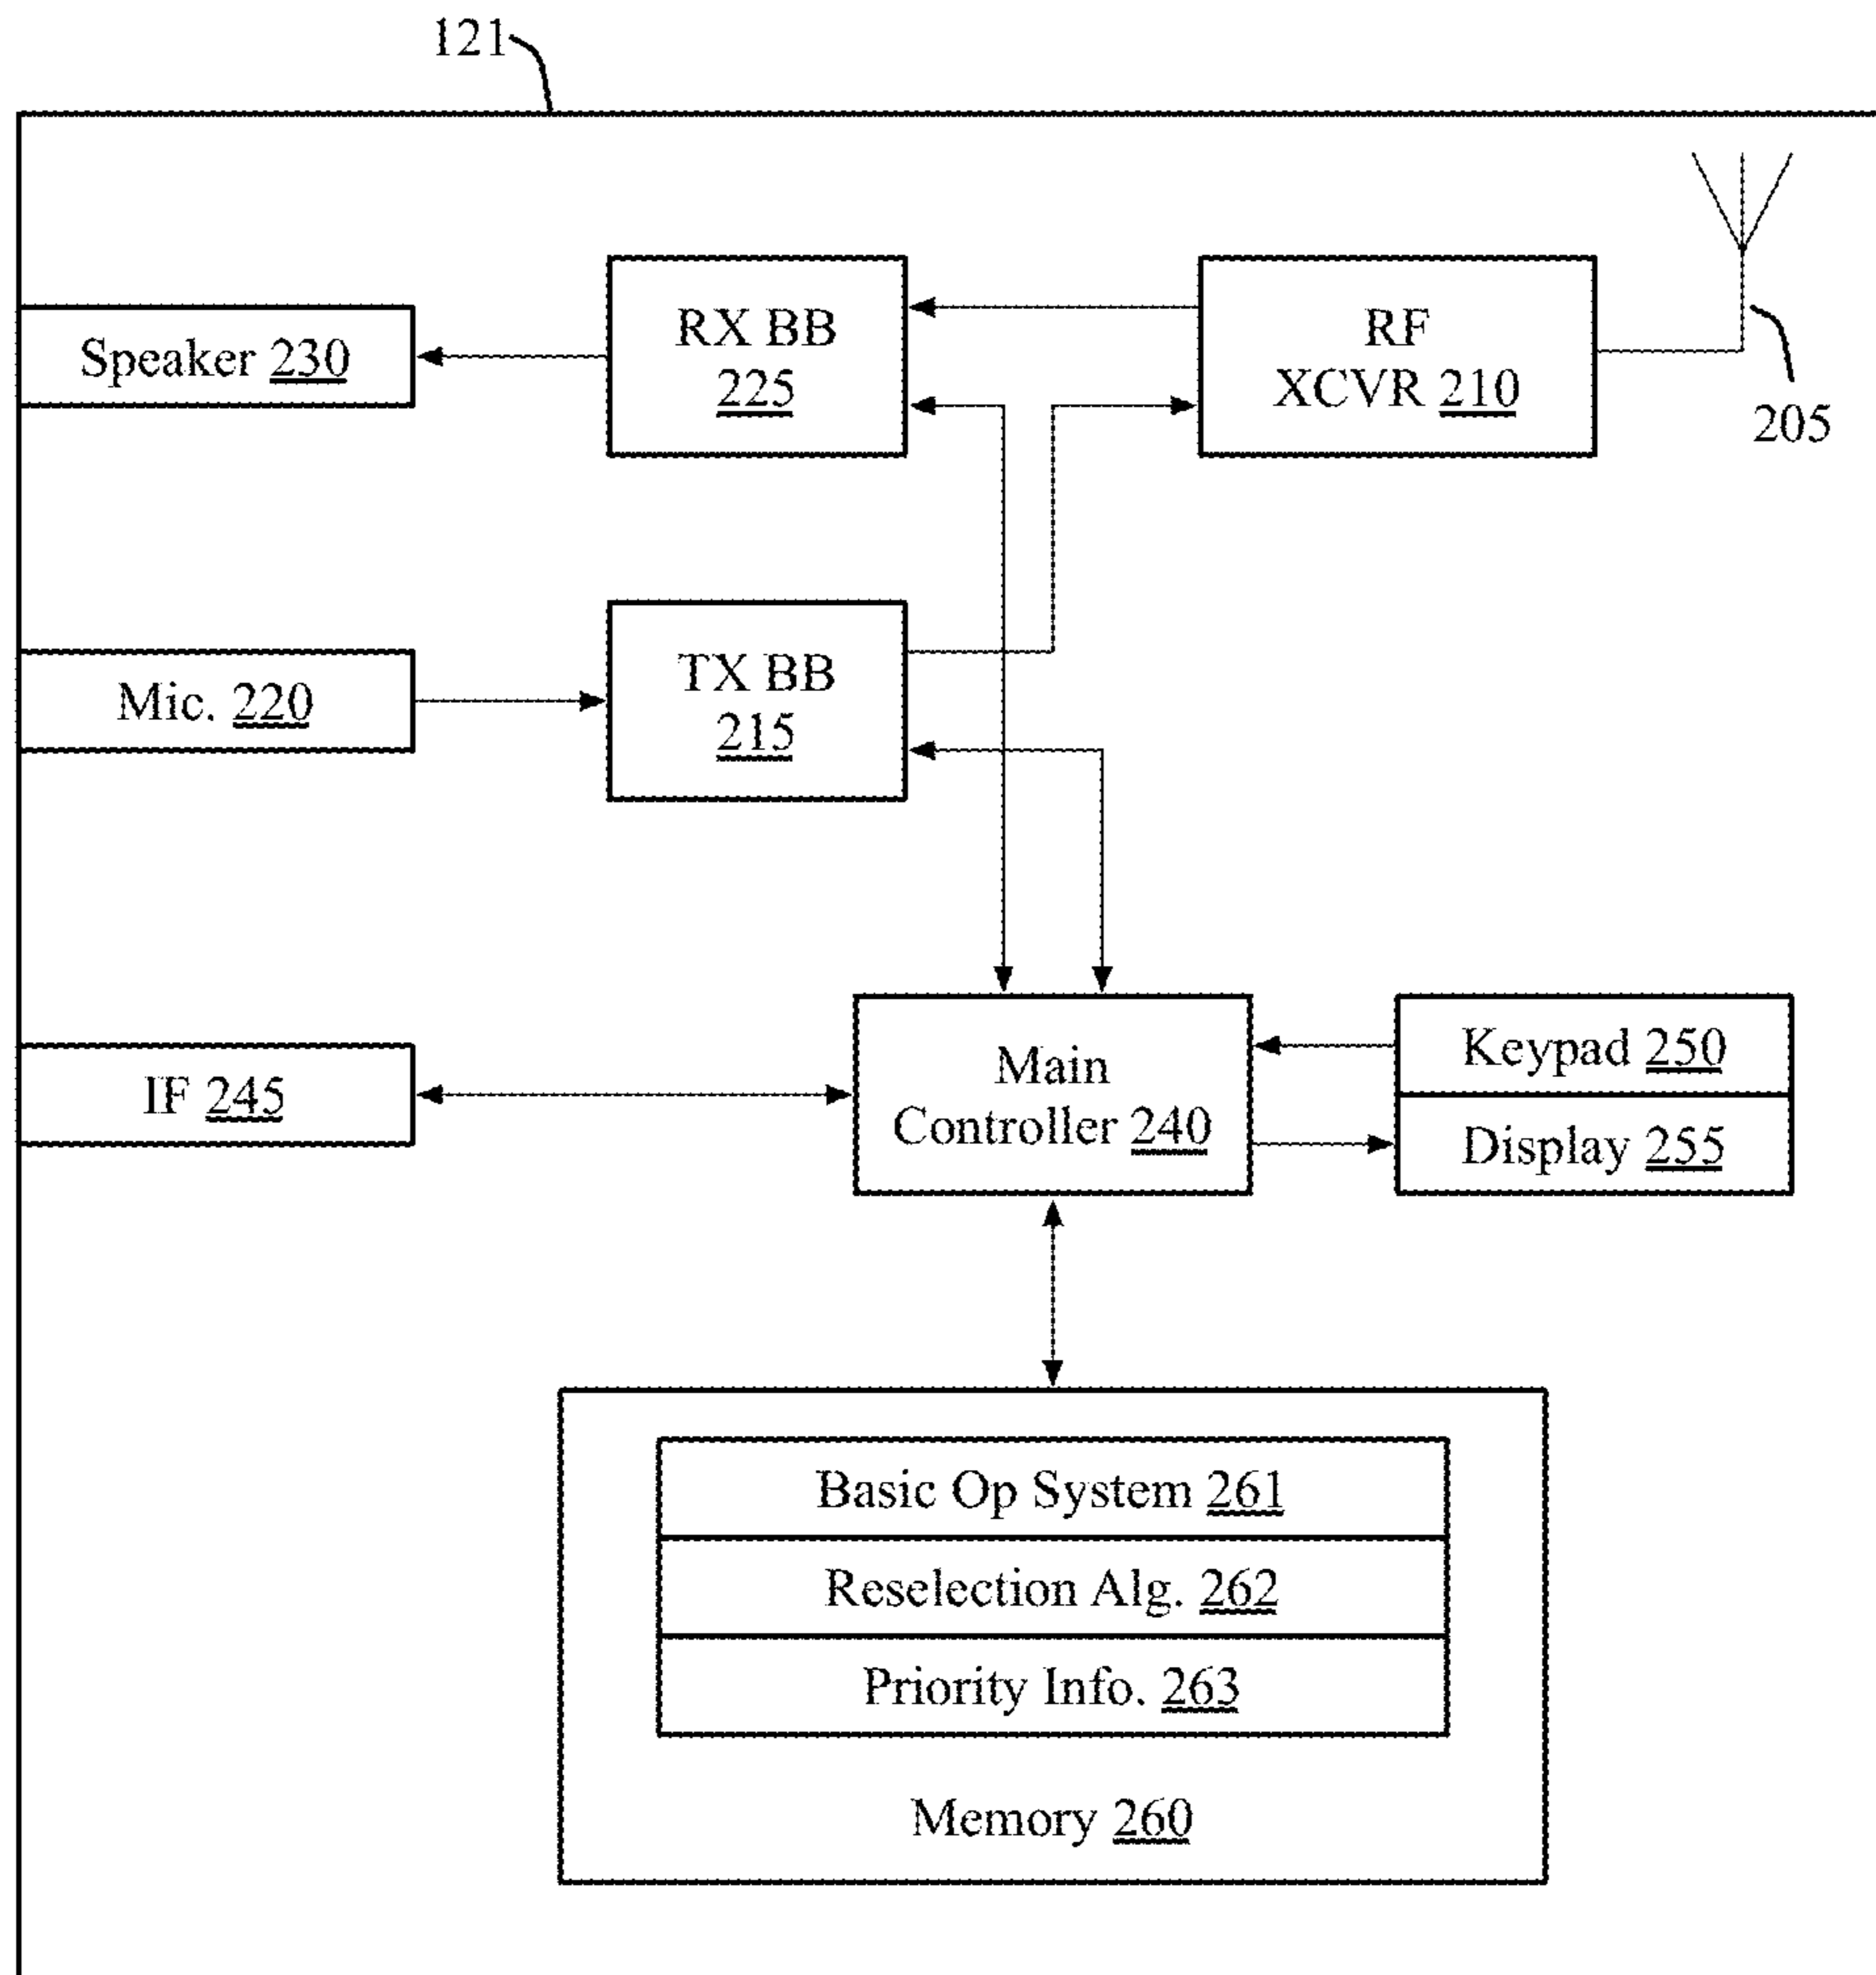 121
RX BB
225
RF
XCVR 210
Speaker 230
205
TX BB
215
Mic. 220
Main
Controller 240
Keypad 250
IF 245
Display 255
Basic Op System 261
Reselection Alg. 262
Priority Info. 263
Memory 260